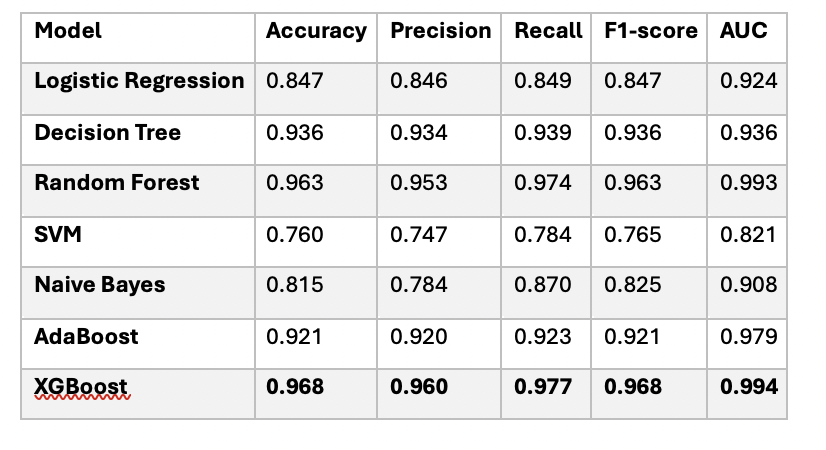 Model Accuracy Precision Recall F1-score AUC
Logistic Regression 0.847 0.846 0.849 0.847 0.924
Decision Tree 0.936 0.934 0.939 0.936 0.936
Random Forest 0.963 0.953 0.974 0.963 0.993
SVM 0.760 0.747 0.784 0.765 0.821
Naive Bayes 0.815 0.784 0.870 0.825 0.908
AdaBoost 0.921 0.920 0.923 0.921 0.979
XGBoost 0.968 0.960 0.977 0.968 0.994